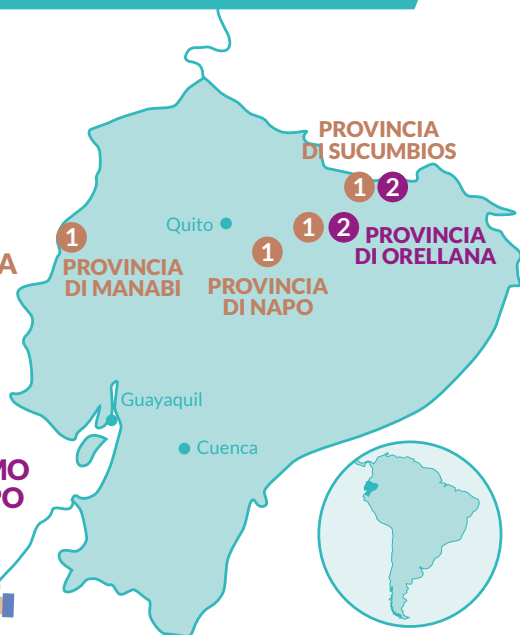 PROVINCIA
DI SUCUMBIOS
1 2
Quito
1 2
PROVINCIA
DI ORELLANA
1
1
PROVINCIA
DI MANABI
PROVINCIA
DI NAPO
A
Guayaquil
Cuenca
MO
PO